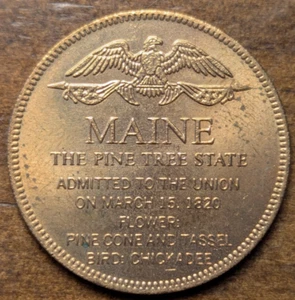 MAINE
THE PINE TREE STATE
ADMITTED TO THE UNION
ON MARCH 15, 1820
FLOWER:
PINE CONE AND TASSEL
BIRD: CHICKADEE